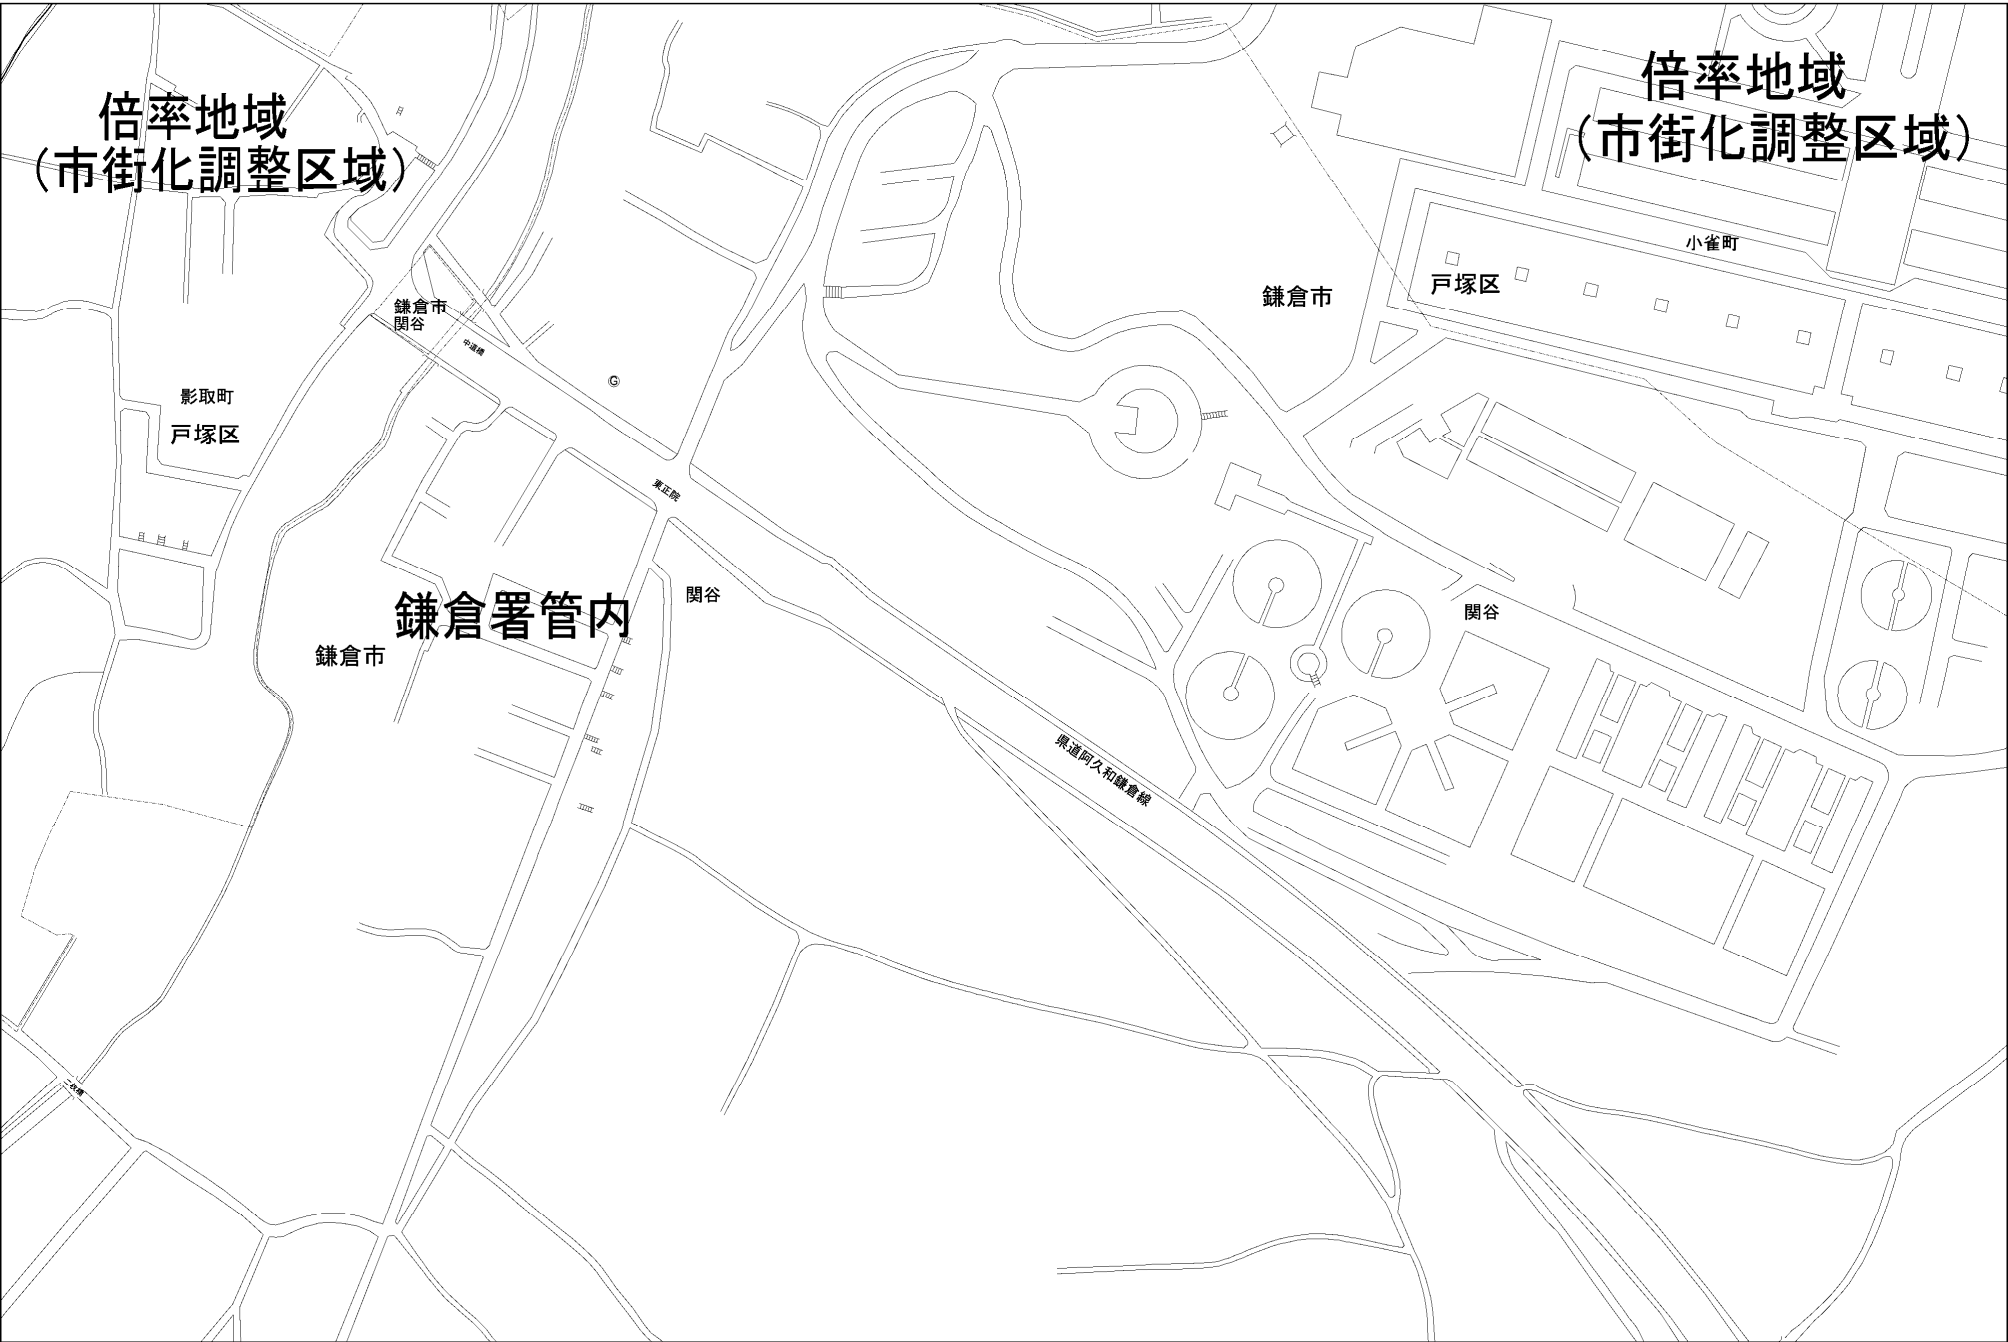 倍率地域
(市街化調整区域)
倍率地域
(市街化調整区域)
小雀町
戸塚区
鎌倉市
鎌倉市
関谷
中道橋
G
影取町
戸塚区
東正院
鎌倉署管内
関谷
関谷
鎌倉市
県道阿久和鎌倉線
二枚橋